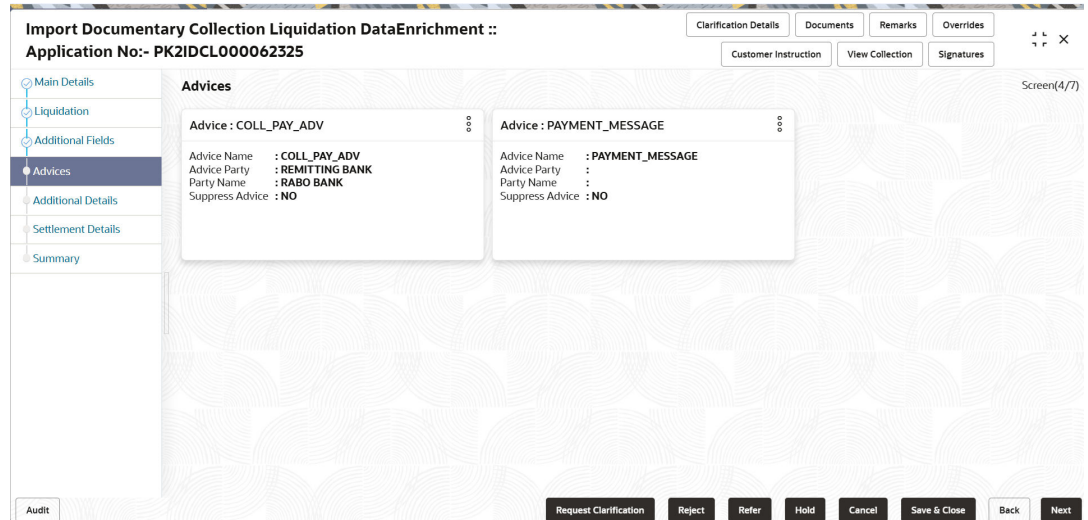 Import Documentary Collection Liquidation DataEnrichment ::
Application No:- PK2IDCL000062325
Clarification Details
Documents
Remarks
Overrides
Customer Instruction
View Collection
Signatures
Main Details
Liquidation
Additional Fields
Advices
Additional Details
Settlement Details
Summary
Advices
Screen(4/7)
Advice : COLL_PAY_ADV
Advice Name : COLL_PAY_ADV
Advice Party : REMITTING BANK
Party Name : RABO BANK
Suppress Advice : NO
Advice : PAYMENT_MESSAGE
Advice Name : PAYMENT_MESSAGE
Advice Party :
Party Name :
Suppress Advice : NO
Audit
Request Clarification
Reject
Refer
Hold
Cancel
Save & Close
Back
Next